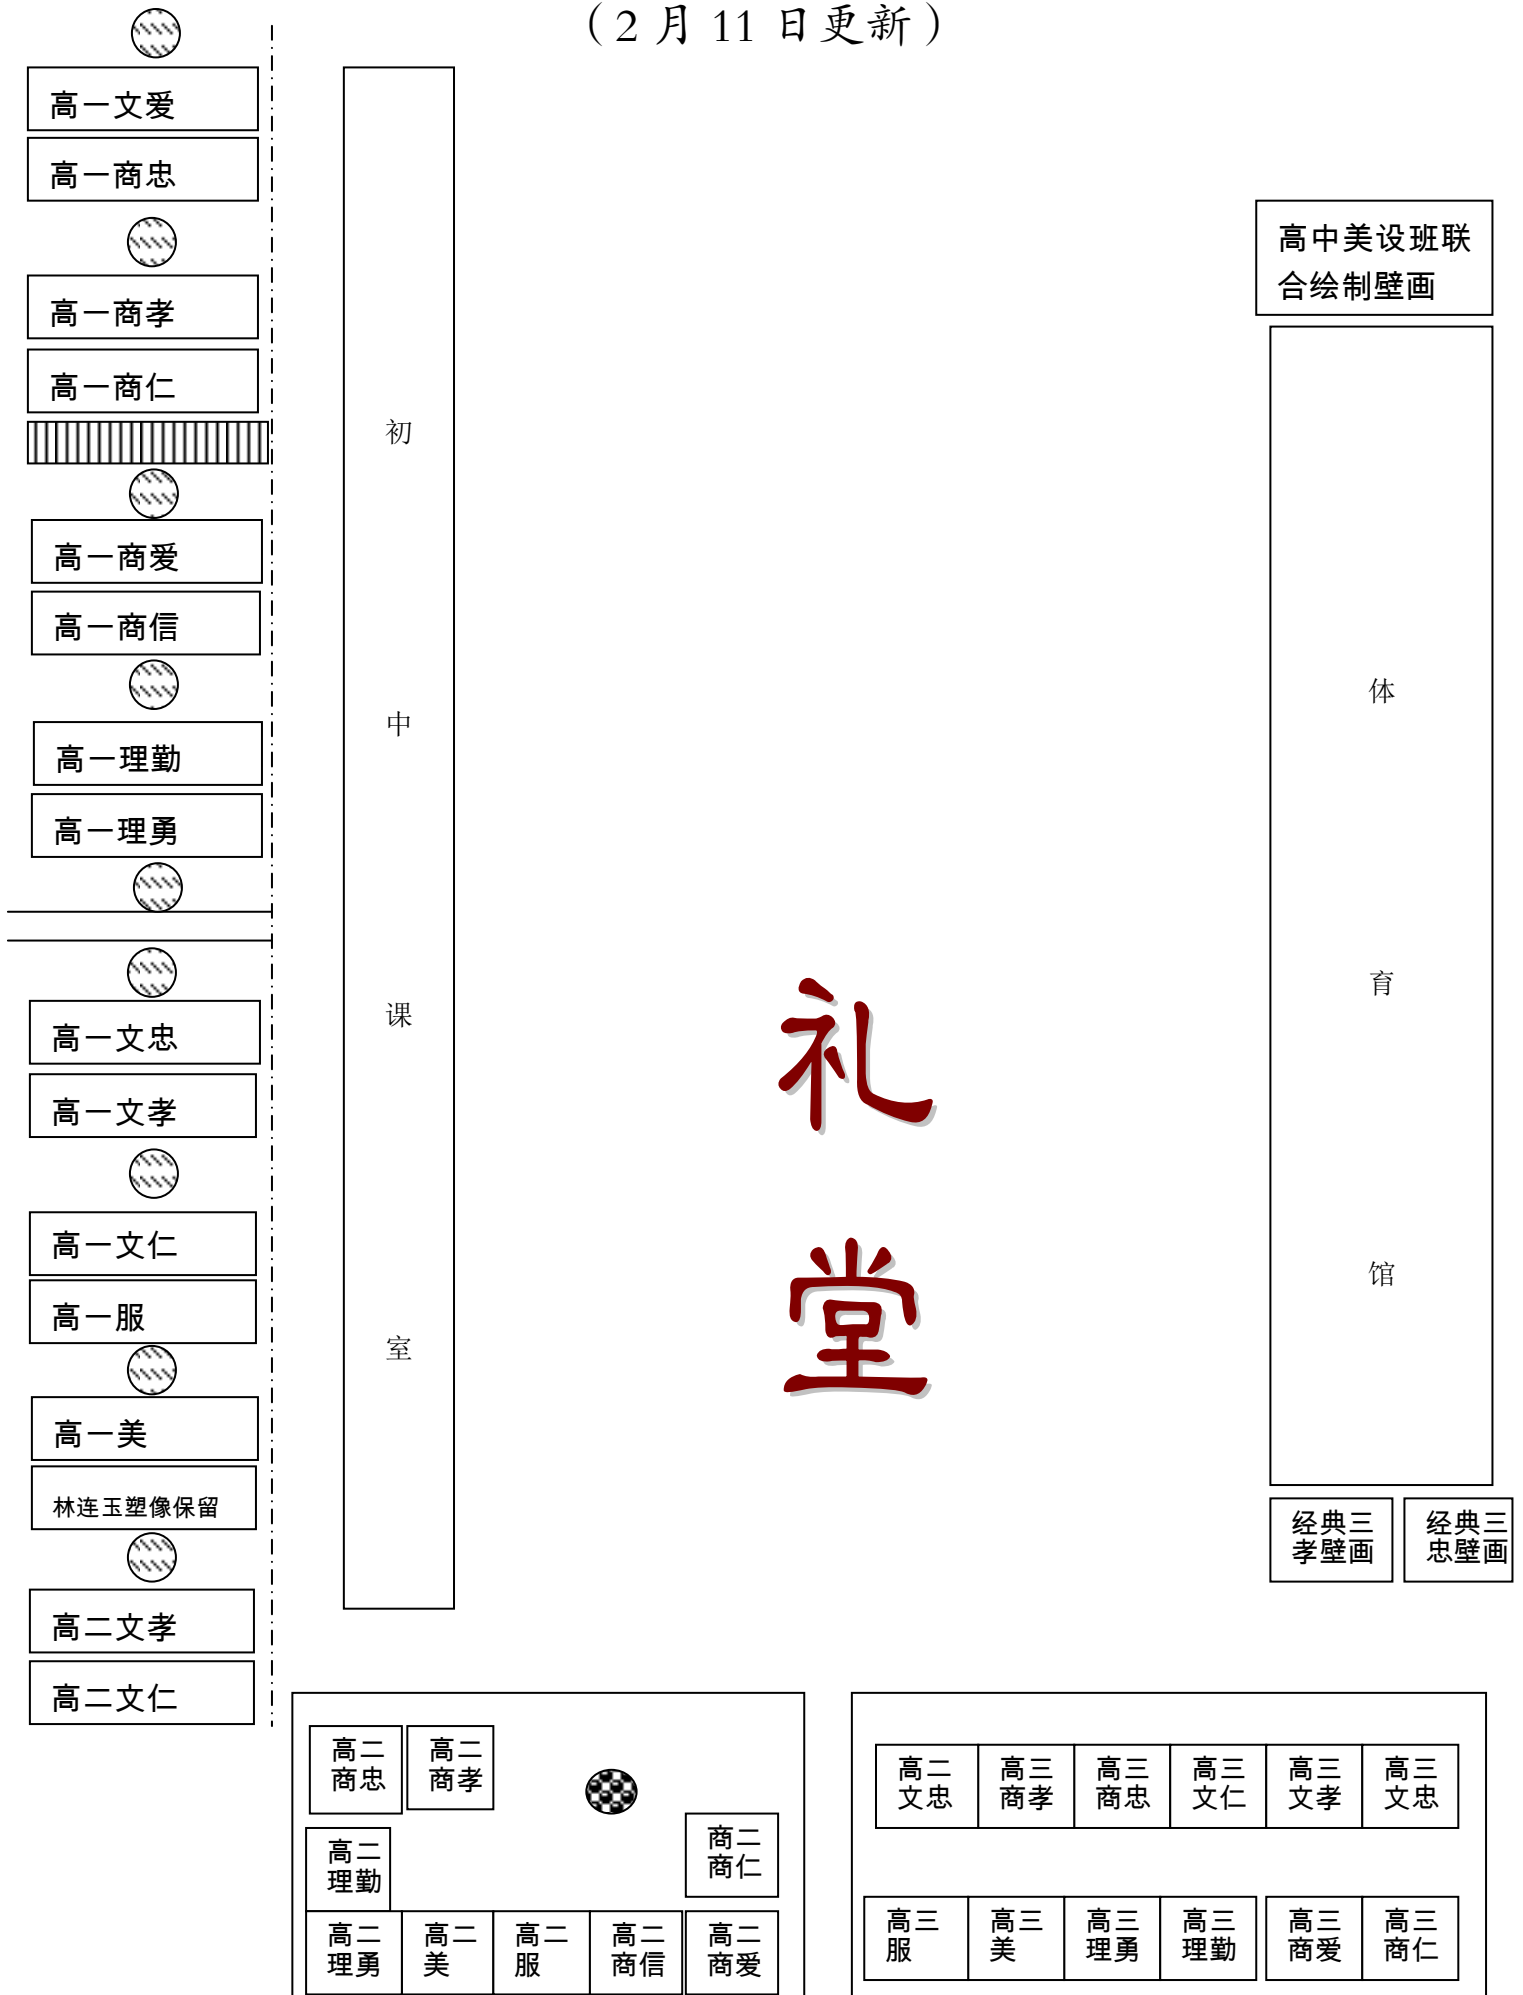 （2 月 11 日更新）
高一文爱
高一商忠
高一商孝
高一商仁
高一商爱
高一商信
高一理勤
高一理勇
高一文忠
高一文孝
高一文仁
高一服
高一美
林连玉塑像保留
高二文孝
高二文仁
初
中
课
室
礼
堂
高中美设班联
合绘制壁画
体
育
馆
经典三
孝壁画
经典三
忠壁画
高二
商忠
高二
商孝
高二
理勤
商二
商仁
高二
理勇
高二
美
高二
服
高二
商信
高二
商爱
高二
文忠
高三
商孝
高三
商忠
高三
文仁
高三
文孝
高三
文忠
高三
服
高三
美
高三
理勇
高三
理勤
高三
商爱
高三
商仁